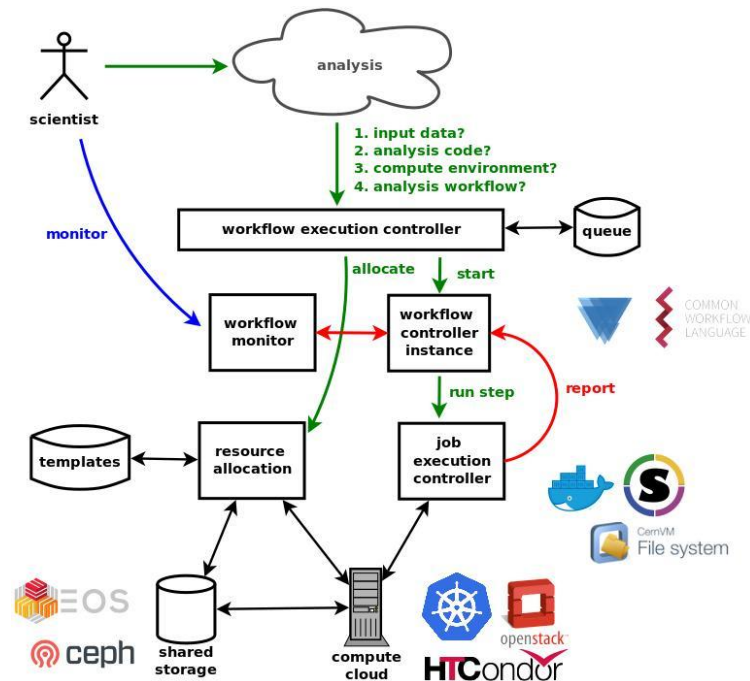 analysis
scientist
1. input data?
2. analysis code?
3. compute environment?
4. analysis workflow?
monitor
workflow execution controller
queue
allocate
start
workflow
monitor
workflow
controller
instance
COMMON
WORKFLOW
LANGUAGE
run step
report
templates
resource
allocation
job
execution
controller
S
CernVM
File system
EOS
ceph
shared
storage
compute
cloud
openstack
HTCondor